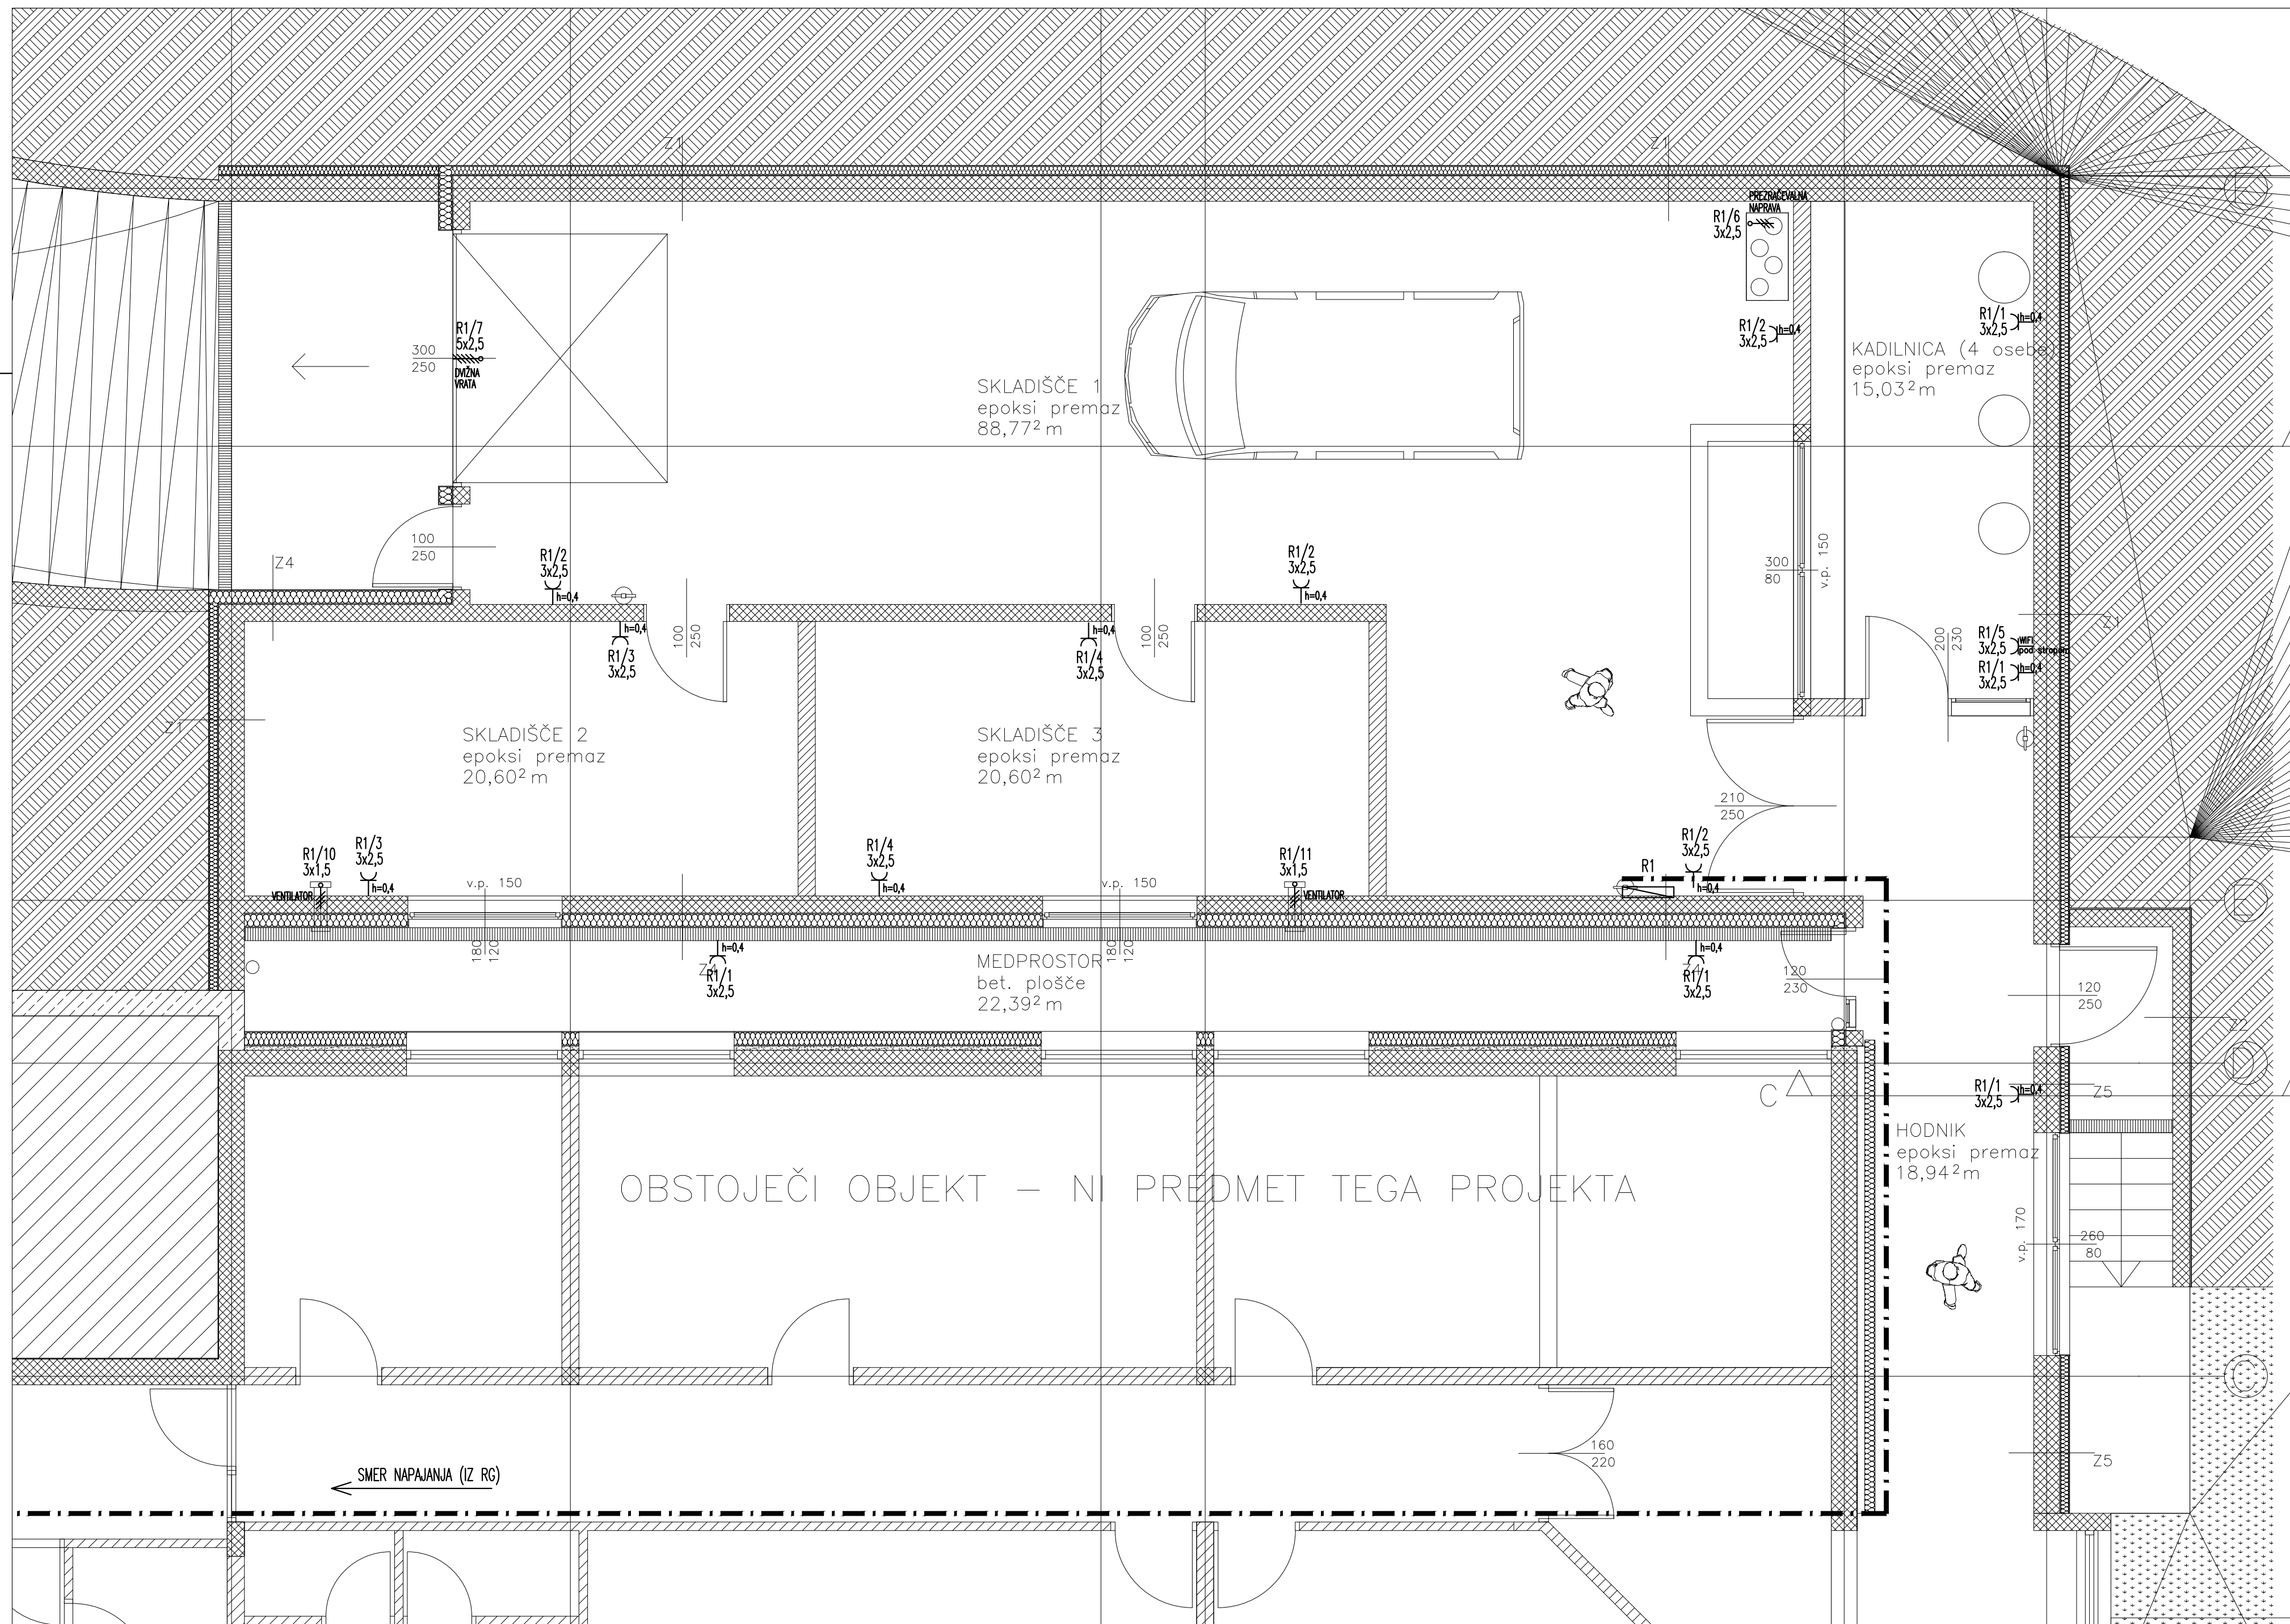 Z1
Z1
PREZRAČEVALNA
NAPRAVA
R1/6
3x2,5
R1/7
5x2,5
300
250
DVIŽNA
VRATA
R1/2
3x2,5
h=0,4
R1/1
3x2,5
h=0,4
KADILNICA (4 osebe)
epoksi premaz
15,03²m
SKLADIŠČE 1
epoksi premaz
88,77²m
100
250
Z4
R1/2
3x2,5
h=0,4
R1/2
3x2,5
h=0,4
300
80
v.p. 150
R1/3
3x2,5
h=0,4
100
250
R1/4
3x2,5
h=0,4
100
250
200
230
Z1
R1/5
3x2,5
WIFI
pod stropom
R1/1
3x2,5
h=0,4
Z1
SKLADIŠČE 2
epoksi premaz
20,60²m
SKLADIŠČE 3
epoksi premaz
20,60²m
210
250
R1/10
3x1,5
VENTILATOR
R1/3
3x2,5
h=0,4
v.p. 150
R1/4
3x2,5
h=0,4
v.p. 150
R1/11
3x1,5
VENTILATOR
R1
R1/2
3x2,5
h=0,4
E
180
120
h=0,4
Z4
R1/1
3x2,5
MEDPROSTOR
bet. plošče
22,39²m
180
120
h=0,4
Z4
R1/1
3x2,5
120
230
120
250
Z2
D
C
R1/1
3x2,5
h=0,4
Z5
HODNIK
epoksi premaz
18,94²m
OBSTOJEČI OBJEKT – NI PREDMET TEGA PROJEKTA
v.p. 170
260
80
C
160
220
Z5
SMER NAPAJANJA (IZ RG)